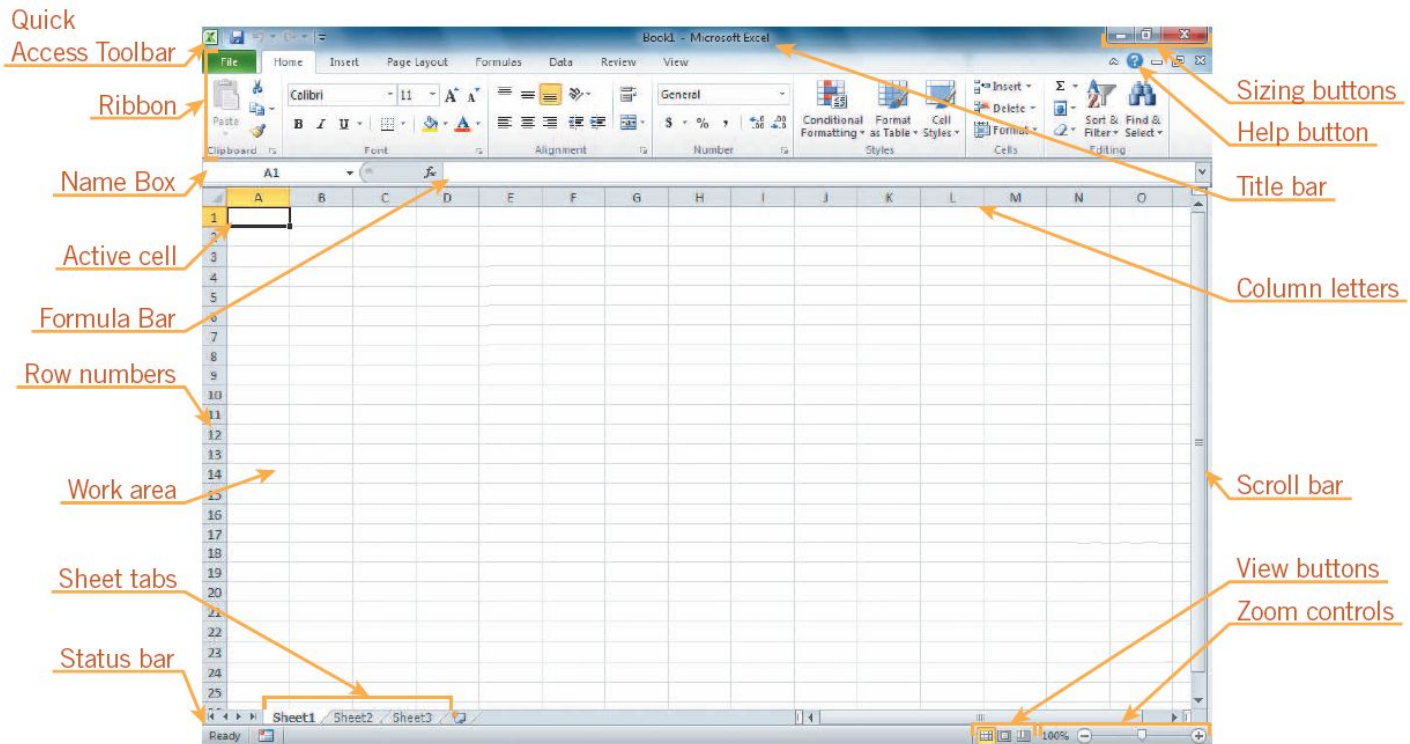 Quick
Access Toolbar
Ribbon
Name Box
Active cell
Formula Bar
Row numbers
Work area
Sheet tabs
Status bar
Book1 - Microsoft Excel
File Home Insert Page Layout Formulas Data Review View
Paste
Calibri 11
B I U
General
$ % ,
Conditional
Formatting
Format
as Table
Cell
Styles
Insert
Delete
Format
Σ
Sort &
Filter
Find &
Select
Clipboard Font Alignment Number Styles Cells Editing
A1 fx
A B C D E F G H I J K L M N O
1
2
3
4
5
6
7
8
9
10
11
12
13
14
15
16
17
18
19
20
21
22
23
24
25
Sheet1 Sheet2 Sheet3
Ready 100%
Sizing buttons
Help button
Title bar
Column letters
Scroll bar
View buttons
Zoom controls